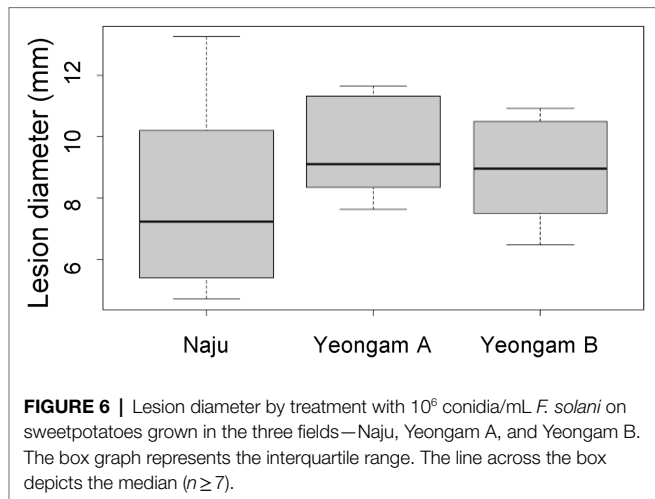 Lesion diameter (mm)
12
10
8
6
Naju Yeongam A Yeongam B
FIGURE 6 | Lesion diameter by treatment with 10⁶ conidia/mL F. solani on
sweetpotatoes grown in the three fields—Naju, Yeongam A, and Yeongam B.
The box graph represents the interquartile range. The line across the box
depicts the median (n ≥ 7).